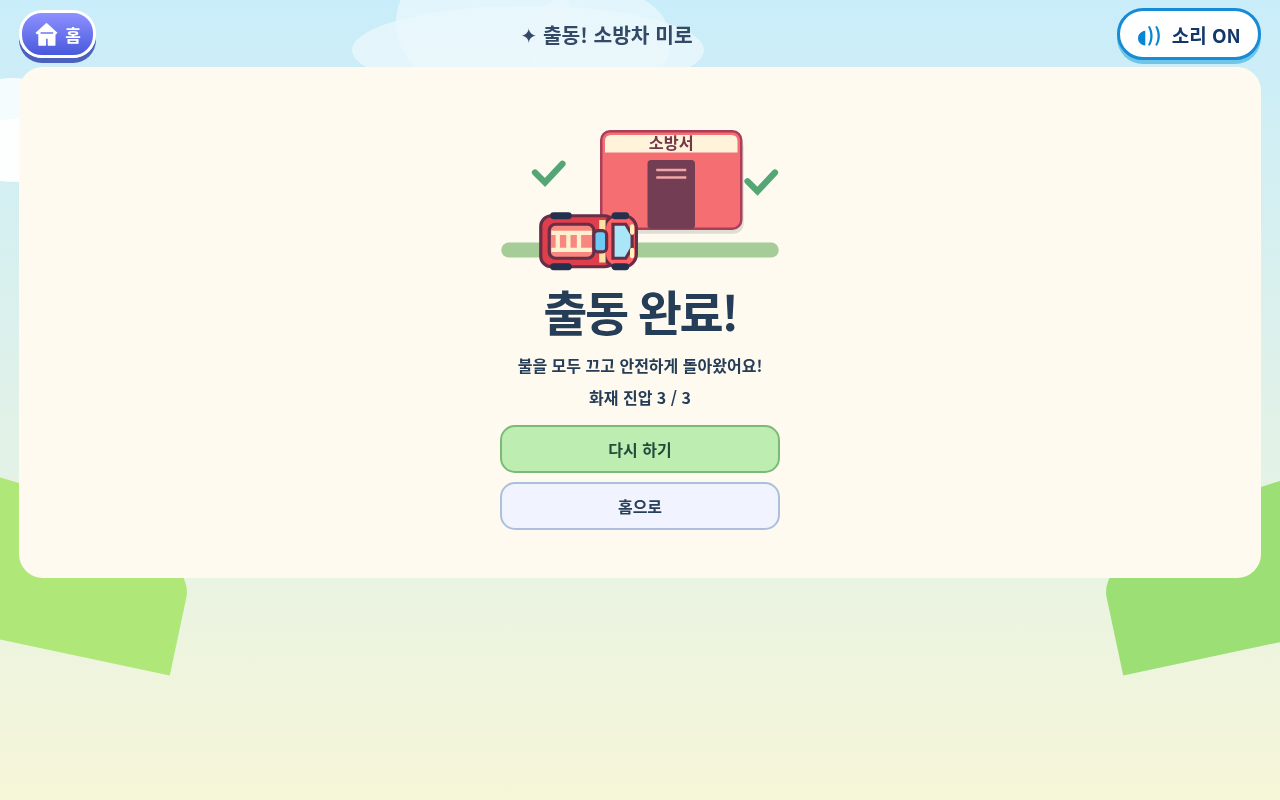 홈
✦ 출동! 소방차 미로
소리 ON
소방서
출동 완료!
불을 모두 끄고 안전하게 돌아왔어요!
화재 진압 3 / 3
다시 하기
홈으로